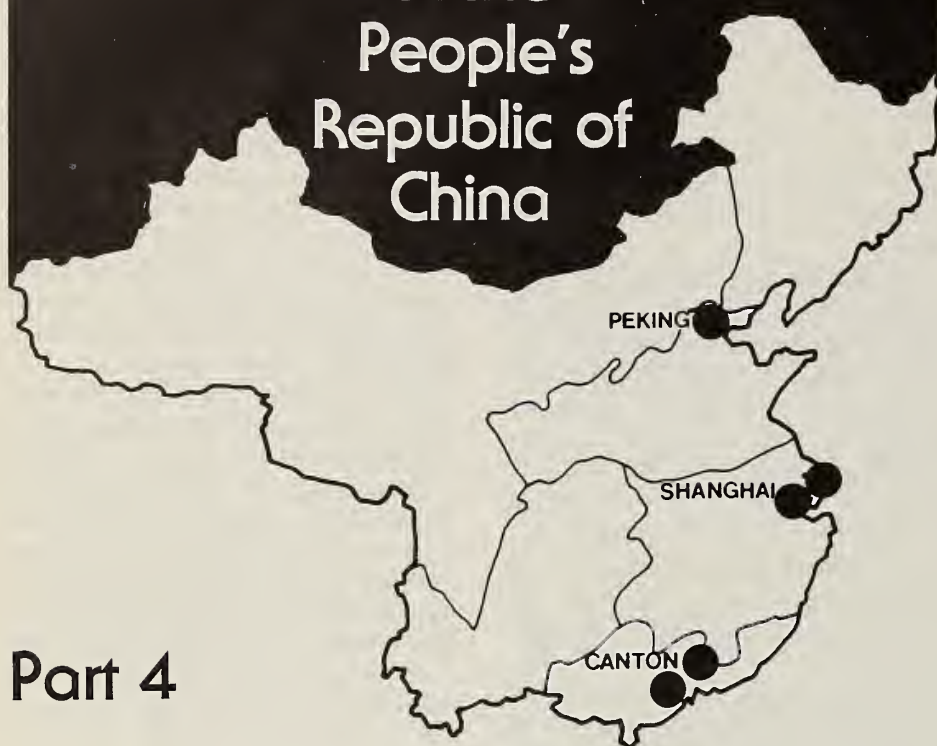 People's
Republic of
China
PEKING
SHANGHAI
CANTON
Part 4